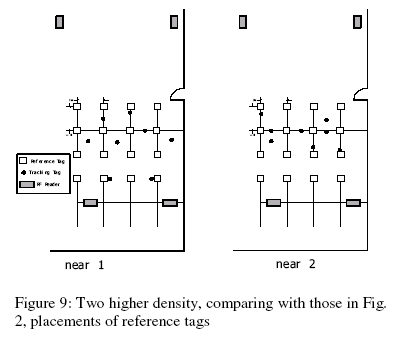 Reference Tag
Tracking Tag
RF Reader
near 1
near 2
Figure 9: Two higher density, comparing with those in Fig.
2, placements of reference tags